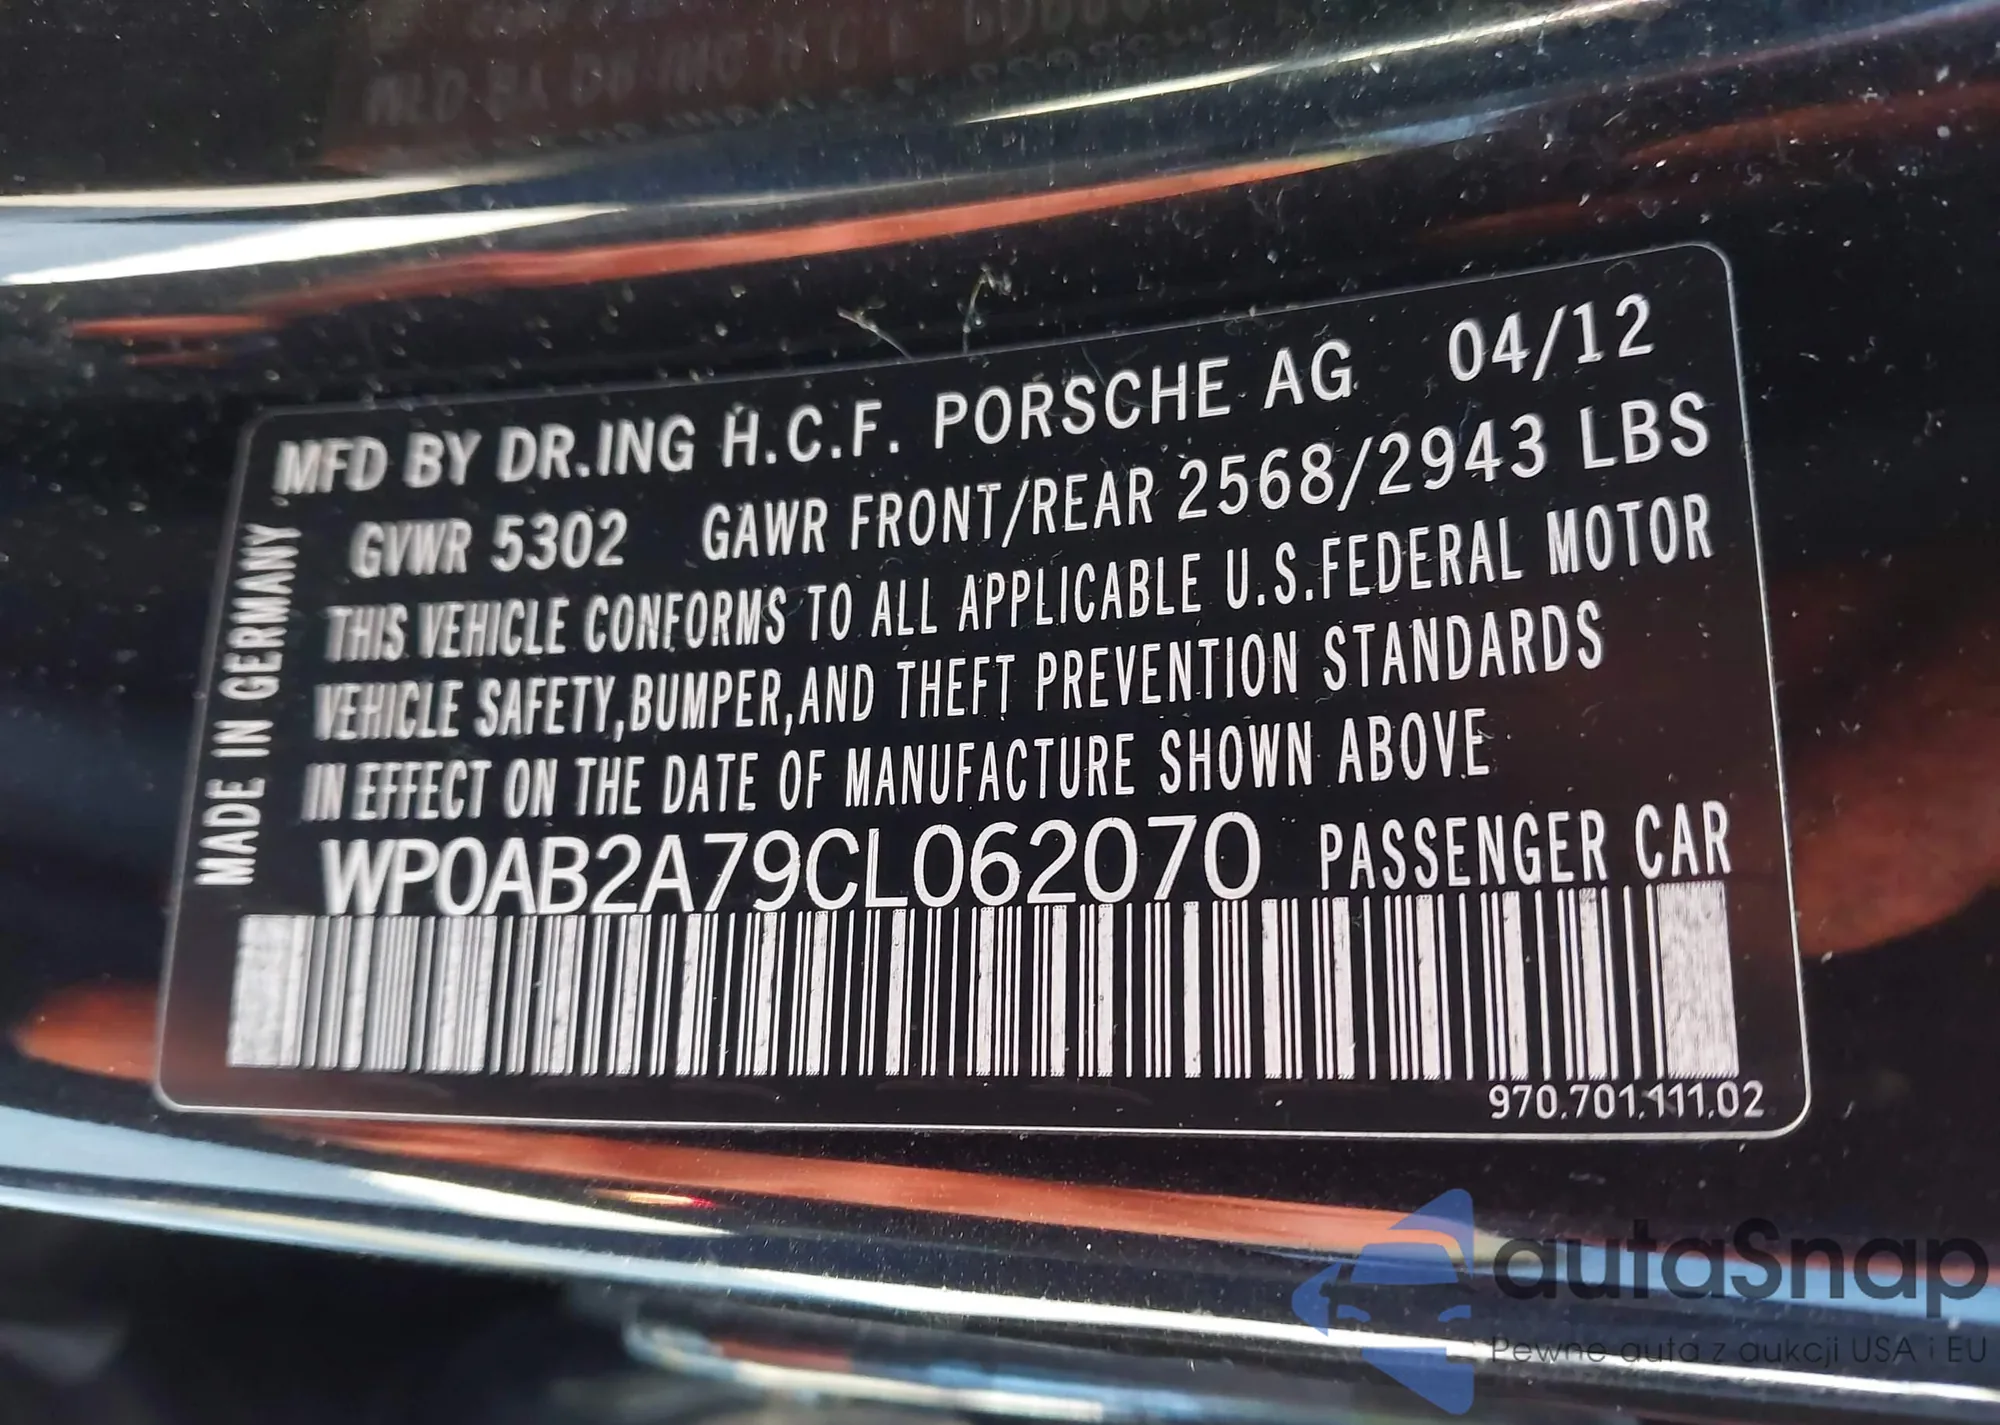 MFD BY DR.ING H.C.F. PORSCHE AG 04/12
GVWR 5302 GAWR FRONT/REAR 2568/2943 LBS
THIS VEHICLE CONFORMS TO ALL APPLICABLE U.S.FEDERAL MOTOR
VEHICLE SAFETY,BUMPER,AND THEFT PREVENTION STANDARDS
IN EFFECT ON THE DATE OF MANUFACTURE SHOWN ABOVE
WP0AB2A79CL062070 PASSENGER CAR
970.701.111.02
MADE IN GERMANY
autaSnap
Pewne auta z aukcji USA i EU